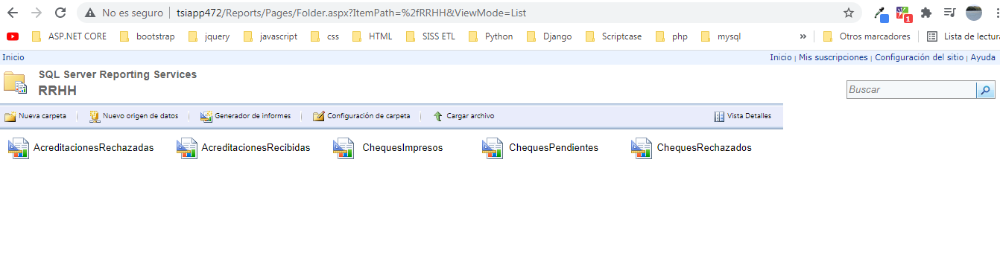 No es seguro | tsiapp472/Reports/Pages/Folder.aspx?ItemPath=%2fRRHH&ViewMode=List
1
ASP.NET CORE bootstrap jquery javascript css HTML SISS ETL Python Django Scriptcase php mysql » Otros marcadores Lista de lectur
Inicio Inicio | Mis suscripciones | Configuración del sitio | Ayuda
SQL Server Reporting Services
RRHH
Buscar
Nueva carpeta Nuevo origen de datos Generador de informes Configuración de carpeta Cargar archivo Vista Detalles
AcreditacionesRechazadas AcreditacionesRecibidas ChequesImpresos ChequesPendientes ChequesRechazados